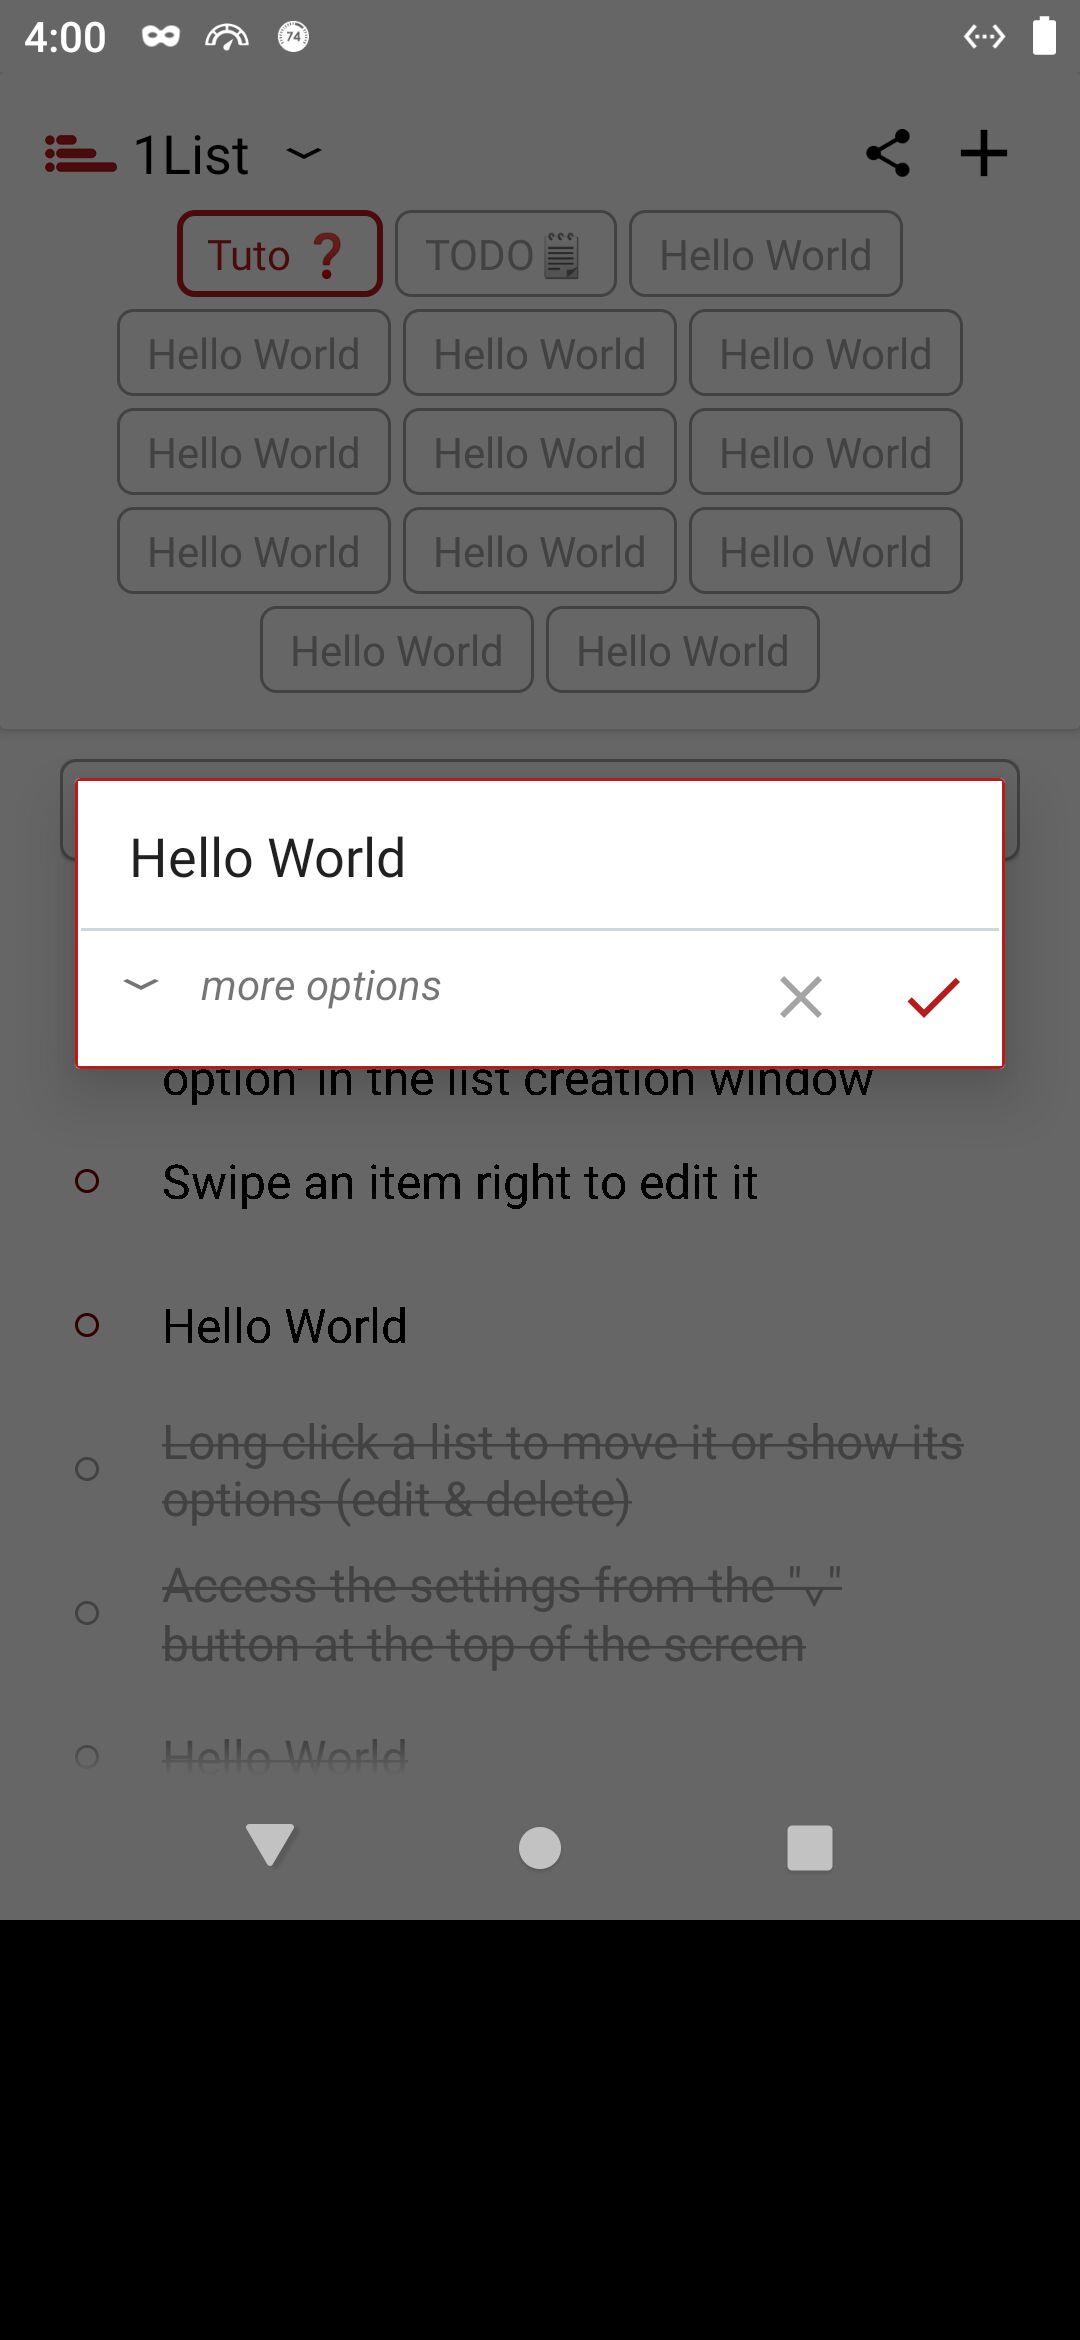 4:00
74
1List
Tuto ❓ TODO🗒 Hello World
Hello World Hello World Hello World
Hello World Hello World Hello World
Hello World Hello World Hello World
Hello World Hello World
Hello World
more options
option' in the list creation window
Swipe an item right to edit it
Hello World
Long click a list to move it or show its
options (edit & delete)
Access the settings from the "⌄"
button at the top of the screen
Hello World